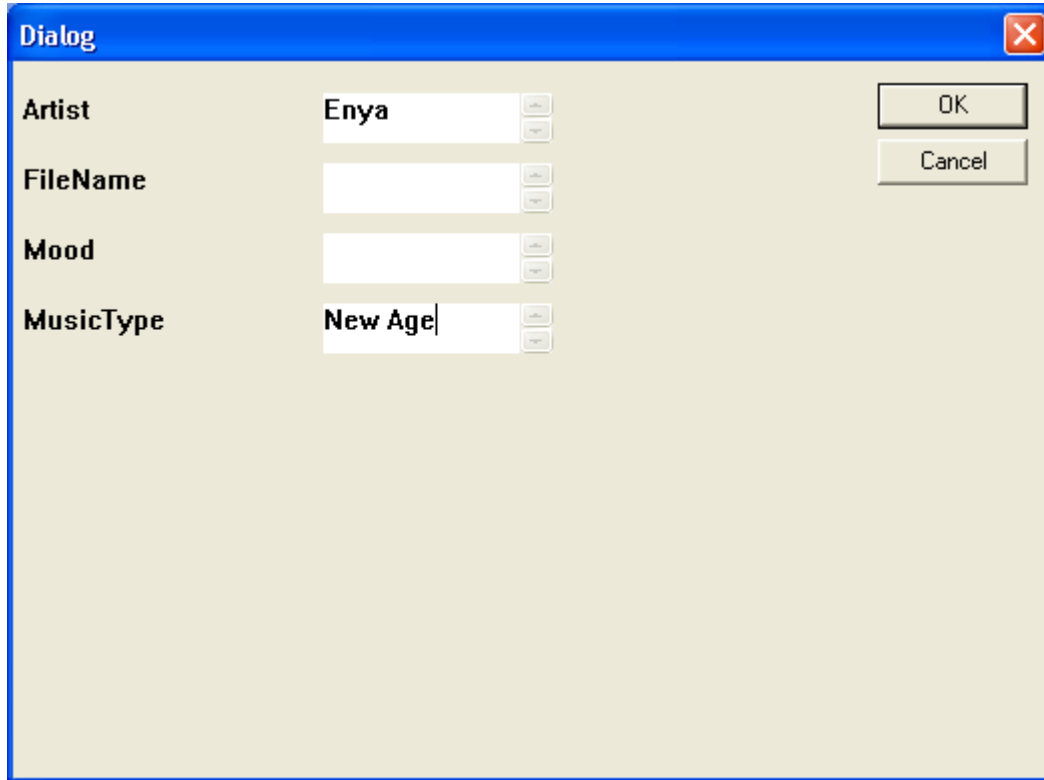 Dialog
Artist Enya OK
Cancel
FileName
Mood
MusicType New Age